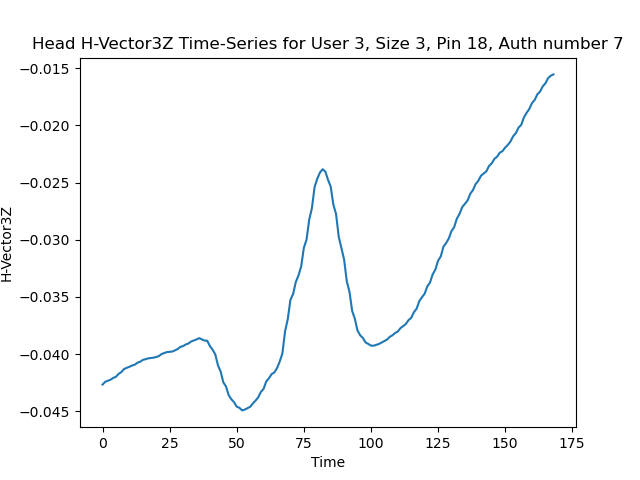 Head H-Vector3Z Time-Series for User 3, Size 3, Pin 18, Auth number 7
−0.015
−0.020
−0.025
−0.030
−0.035
−0.040
−0.045
H-Vector3Z
0 25 50 75 100 125 150 175
Time